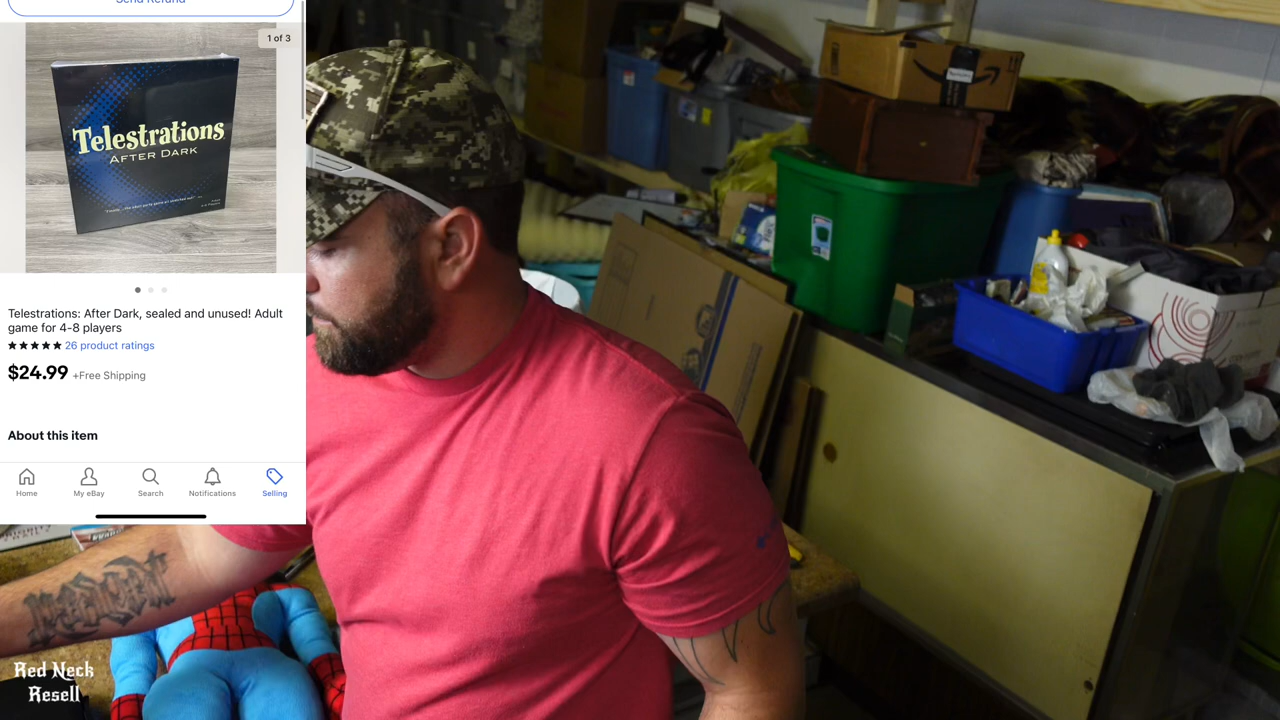 Send Refund
1 of 3
Telestrations
AFTER DARK
Telestrations: After Dark, sealed and unused! Adult
game for 4-8 players
26 product ratings
$24.99 +Free Shipping
About this item
Home
My eBay
Search
Notifications
Selling
Red Neck
Resell